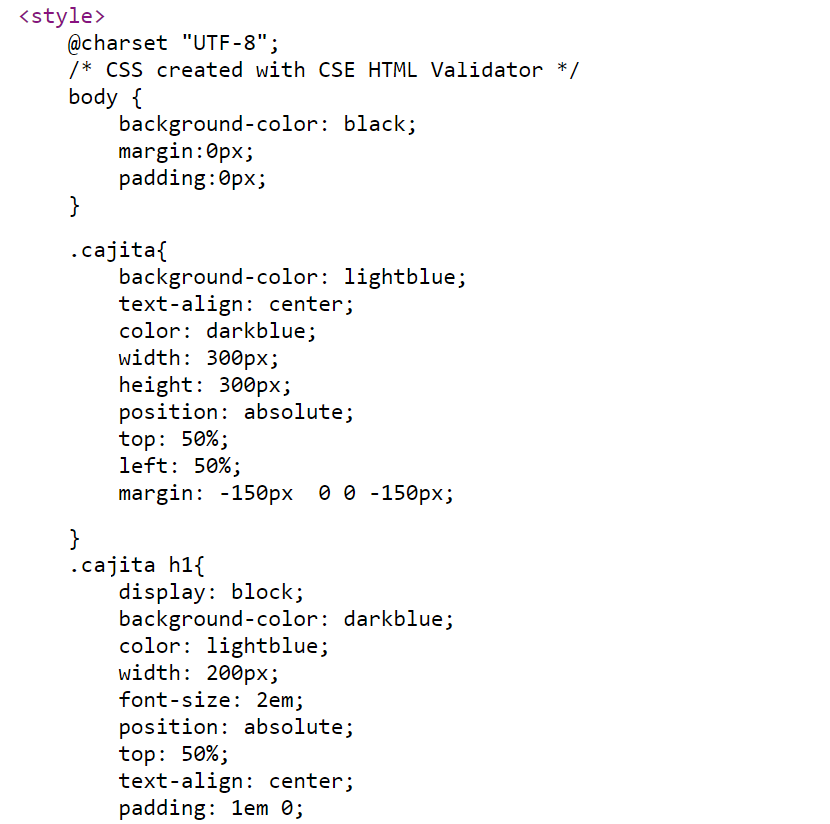 <style>
@charset "UTF-8";
/* CSS created with CSE HTML Validator */
body {
background-color: black;
margin:0px;
padding:0px;
}
.cajita{
background-color: lightblue;
text-align: center;
color: darkblue;
width: 300px;
height: 300px;
position: absolute;
top: 50%;
left: 50%;
margin: -150px  0 0 -150px;
}
.cajita h1{
display: block;
background-color: darkblue;
color: lightblue;
width: 200px;
font-size: 2em;
position: absolute;
top: 50%;
text-align: center;
padding: 1em 0;